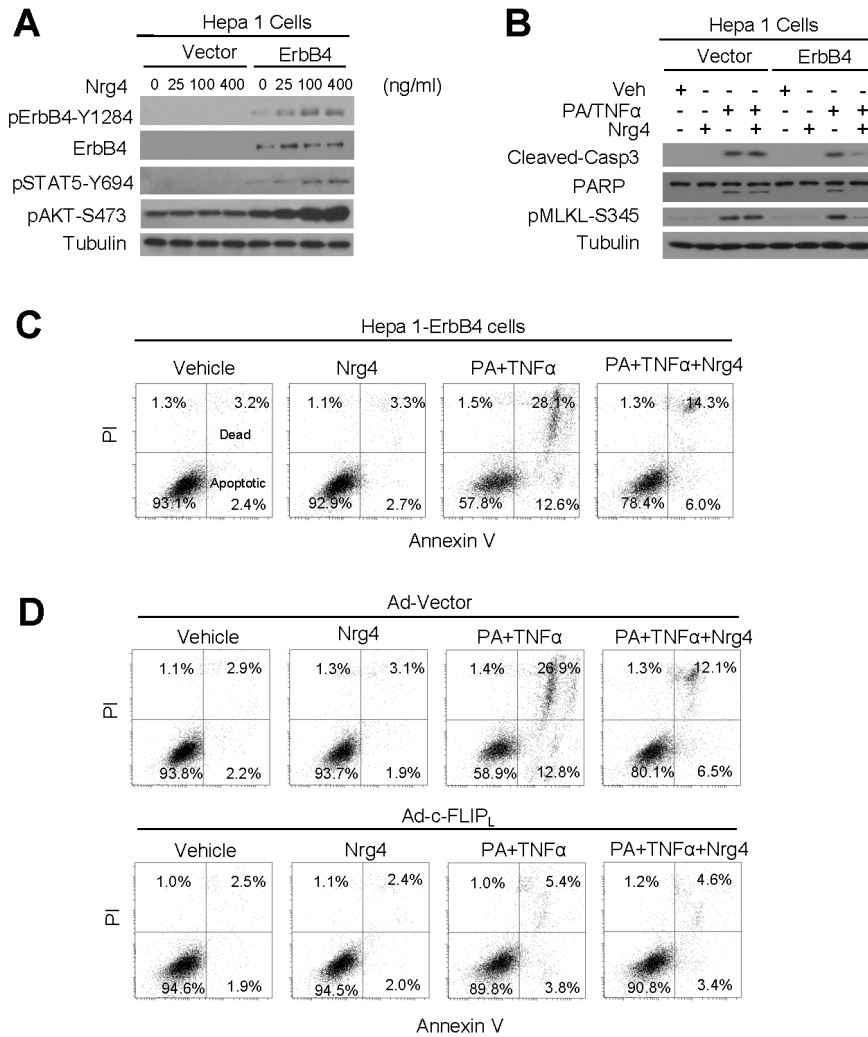 A
Hepa 1 Cells
Vector ErbB4
Nrg4 0 25 100 400 0 25 100 400 (ng/ml)
pErbB4-Y1284
ErbB4
pSTAT5-Y694
pAKT-S473
Tubulin
B
Hepa 1 Cells
Vector ErbB4
Veh + - - - + - - -
PA/TNFα - - + + - - + +
Nrg4 - + - + - + - +
Cleaved-Casp3
PARP
pMLKL-S345
Tubulin
C
Hepa 1-ErbB4 cells
Vehicle Nrg4 PA+TNFα PA+TNFα+Nrg4
1.3% 3.2% 1.1% 3.3% 1.5% 28.1% 1.3% 14.3%
PI
Dead
Apoptotic
93.1% 2.4% 92.9% 2.7% 57.8% 12.6% 78.4% 6.0%
Annexin V
D
Ad-Vector
Vehicle Nrg4 PA+TNFα PA+TNFα+Nrg4
1.1% 2.9% 1.3% 3.1% 1.4% 26.9% 1.3% 12.1%
PI
93.8% 2.2% 93.7% 1.9% 58.9% 12.8% 80.1% 6.5%
Ad-c-FLIPL
Vehicle Nrg4 PA+TNFα PA+TNFα+Nrg4
1.0% 2.5% 1.1% 2.4% 1.0% 5.4% 1.2% 4.6%
PI
94.6% 1.9% 94.5% 2.0% 89.8% 3.8% 90.8% 3.4%
Annexin V